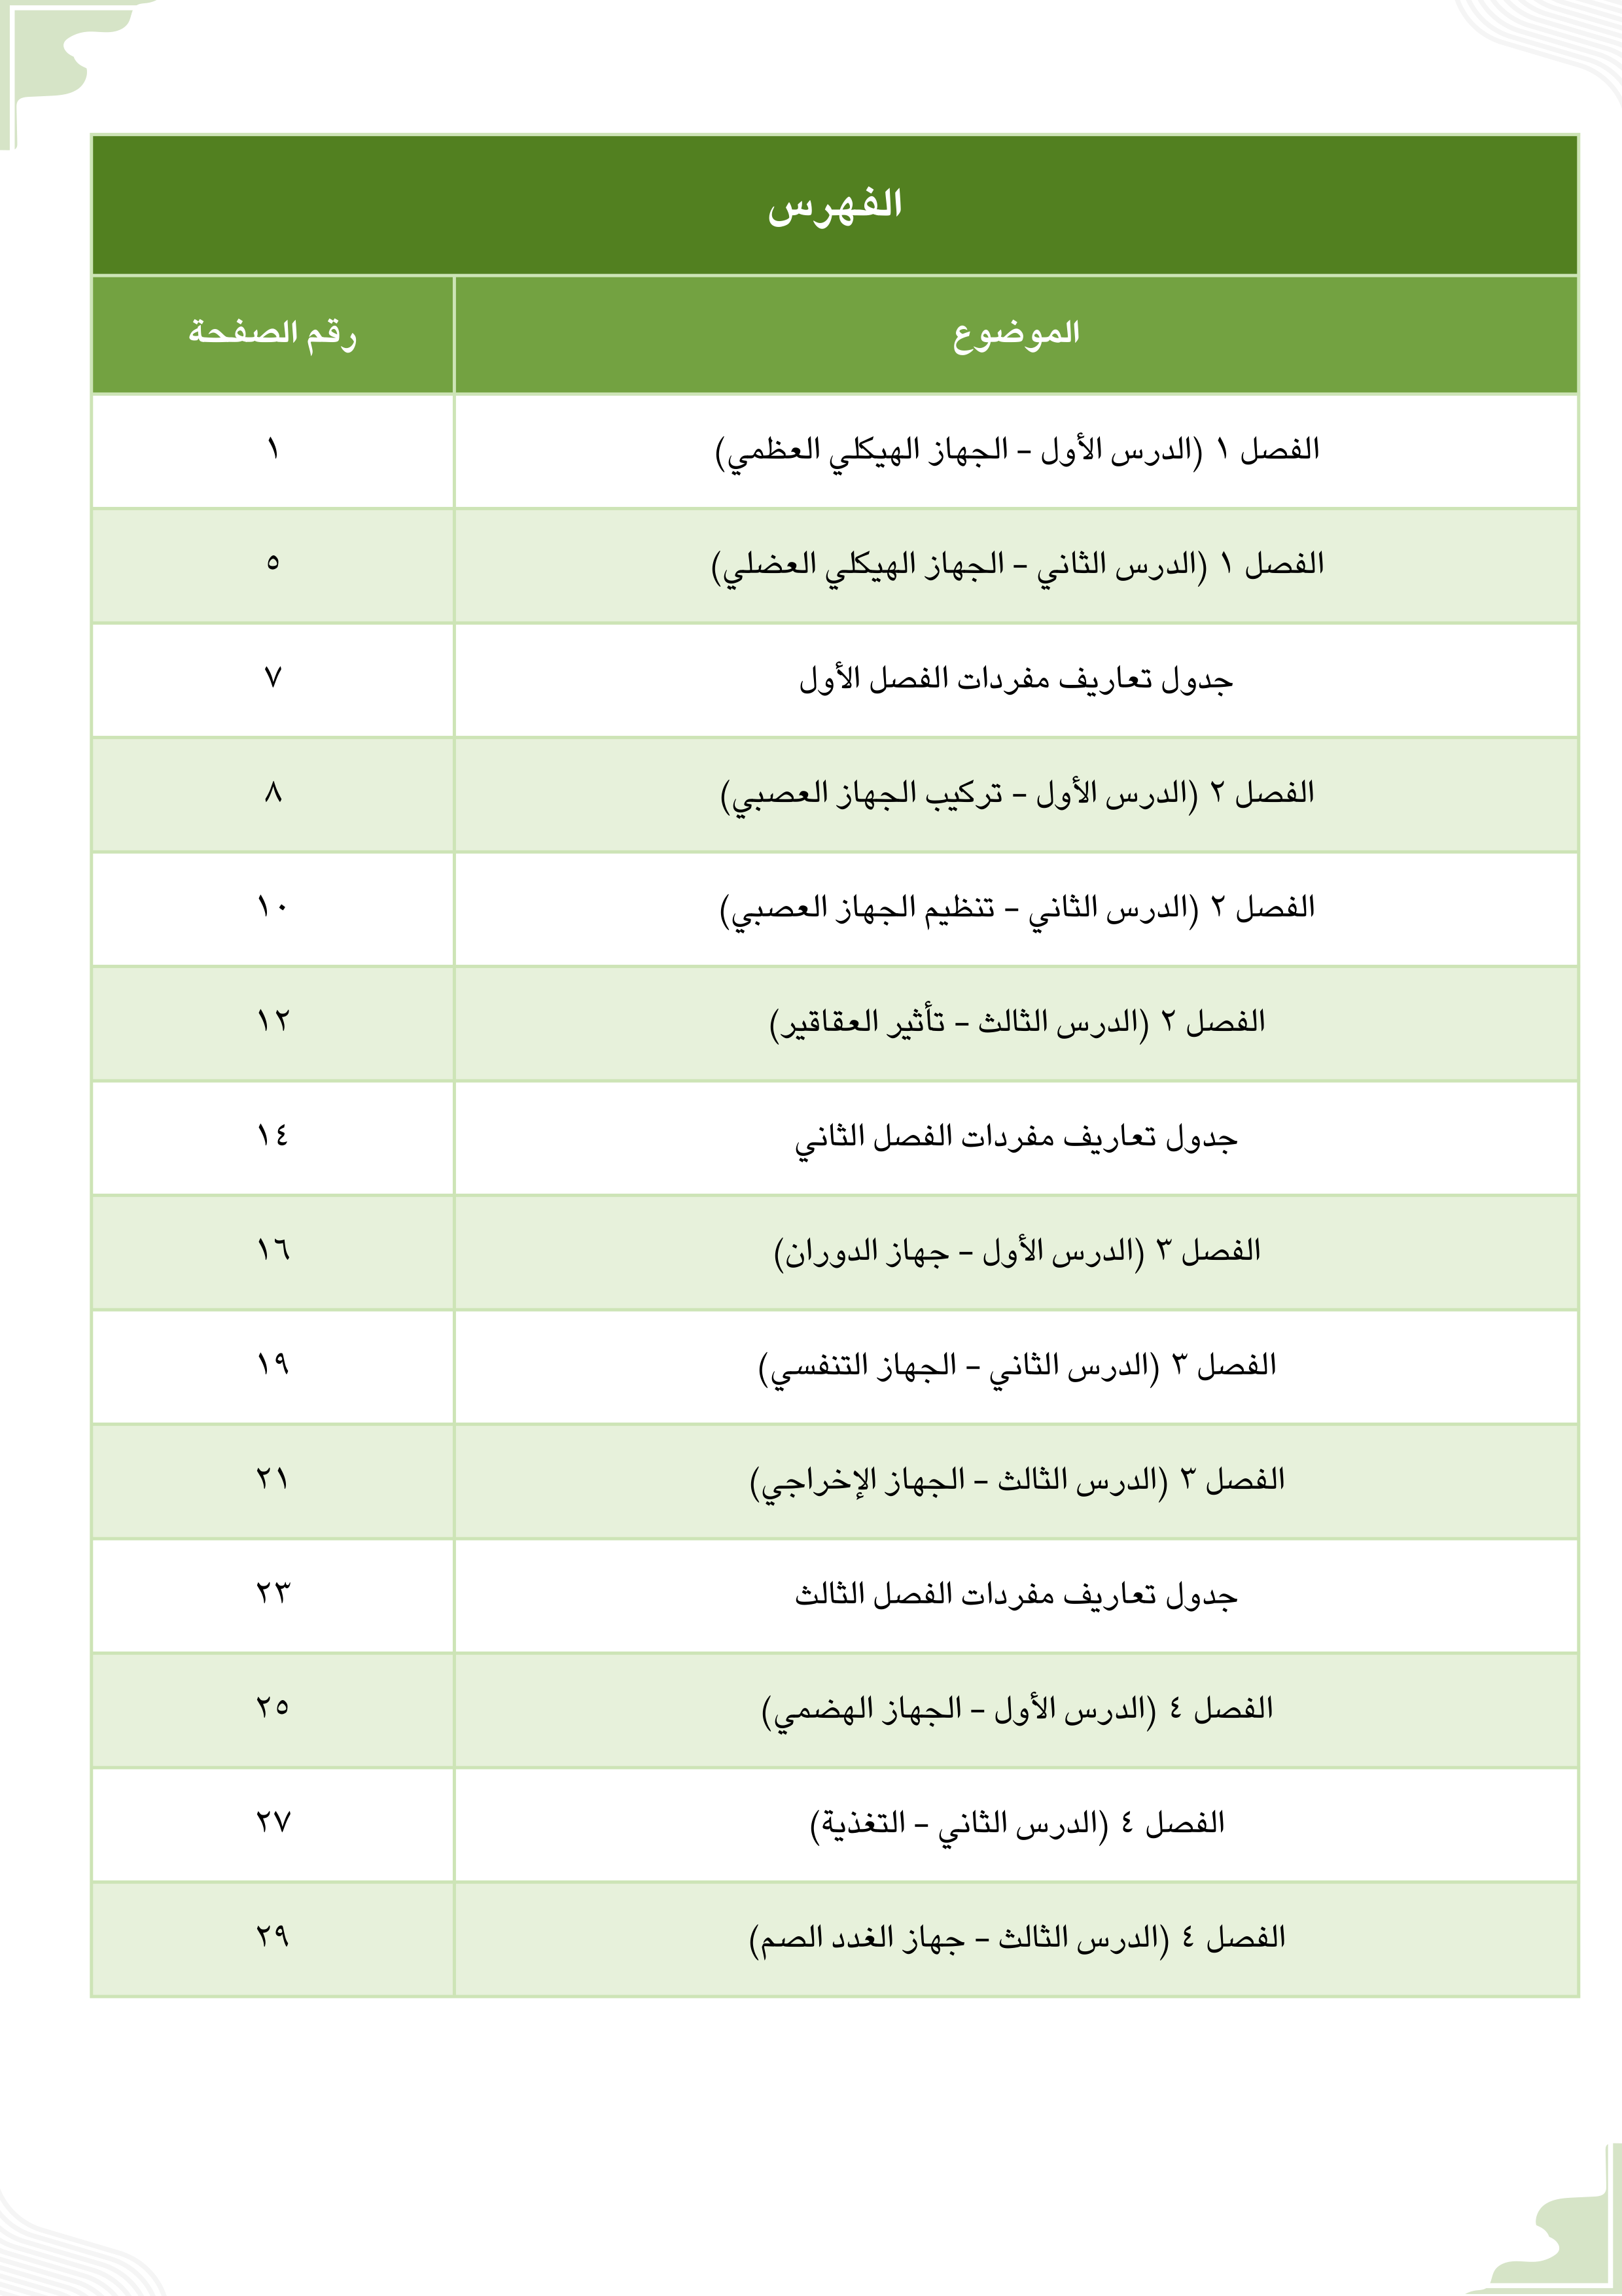 الفهرس
الموضوع رقم الصفحة
الفصل ١ (الدرس الأول – الجهاز الهيكلي العظمي) ١
الفصل ١ (الدرس الثاني – الجهاز الهيكلي العضلي) ٥
جدول تعاريف مفردات الفصل الأول ٧
الفصل ٢ (الدرس الأول – تركيب الجهاز العصبي) ٨
الفصل ٢ (الدرس الثاني – تنظيم الجهاز العصبي) ١٠
الفصل ٢ (الدرس الثالث – تأثير العقاقير) ١٢
جدول تعاريف مفردات الفصل الثاني ١٤
الفصل ٣ (الدرس الأول – جهاز الدوران) ١٦
الفصل ٣ (الدرس الثاني – الجهاز التنفسي) ١٩
الفصل ٣ (الدرس الثالث – الجهاز الإخراجي) ٢١
جدول تعاريف مفردات الفصل الثالث ٢٣
الفصل ٤ (الدرس الأول – الجهاز الهضمي) ٢٥
الفصل ٤ (الدرس الثاني – التغذية) ٢٧
الفصل ٤ (الدرس الثالث – جهاز الغدد الصم) ٢٩